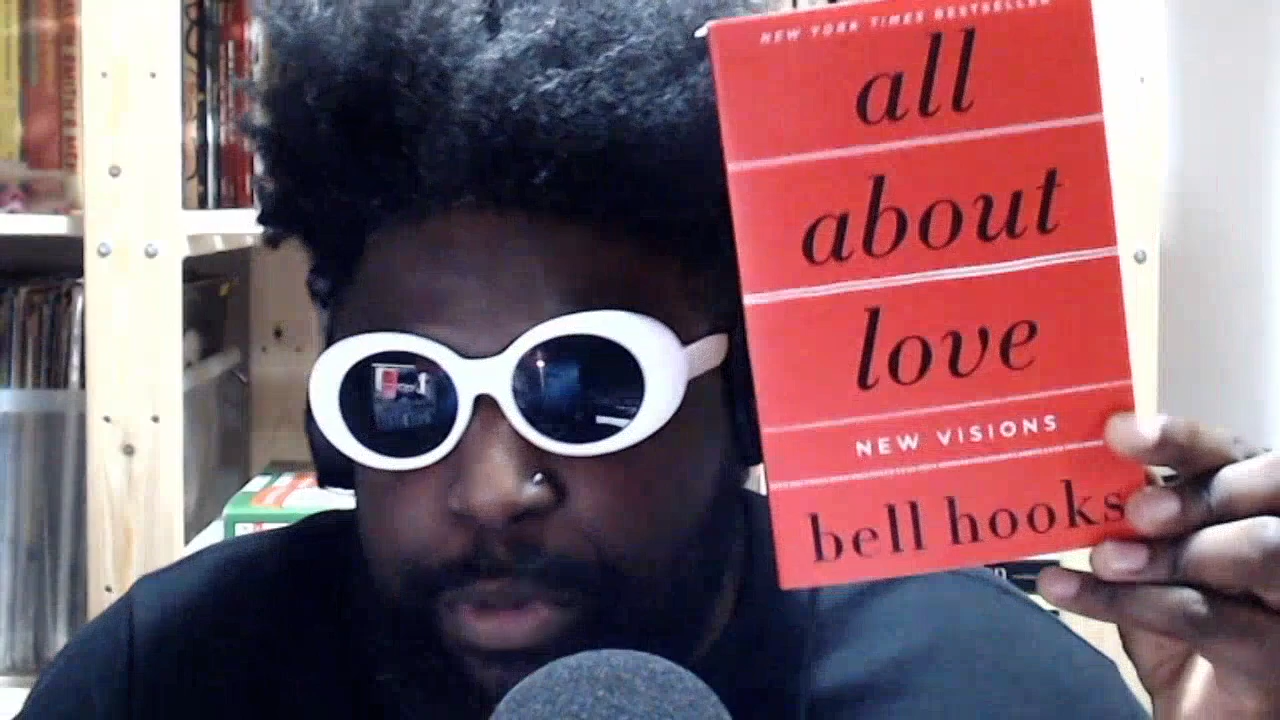 NEW YORK TIMES BESTSELLER
all
about
love
NEW VISIONS
bell hooks